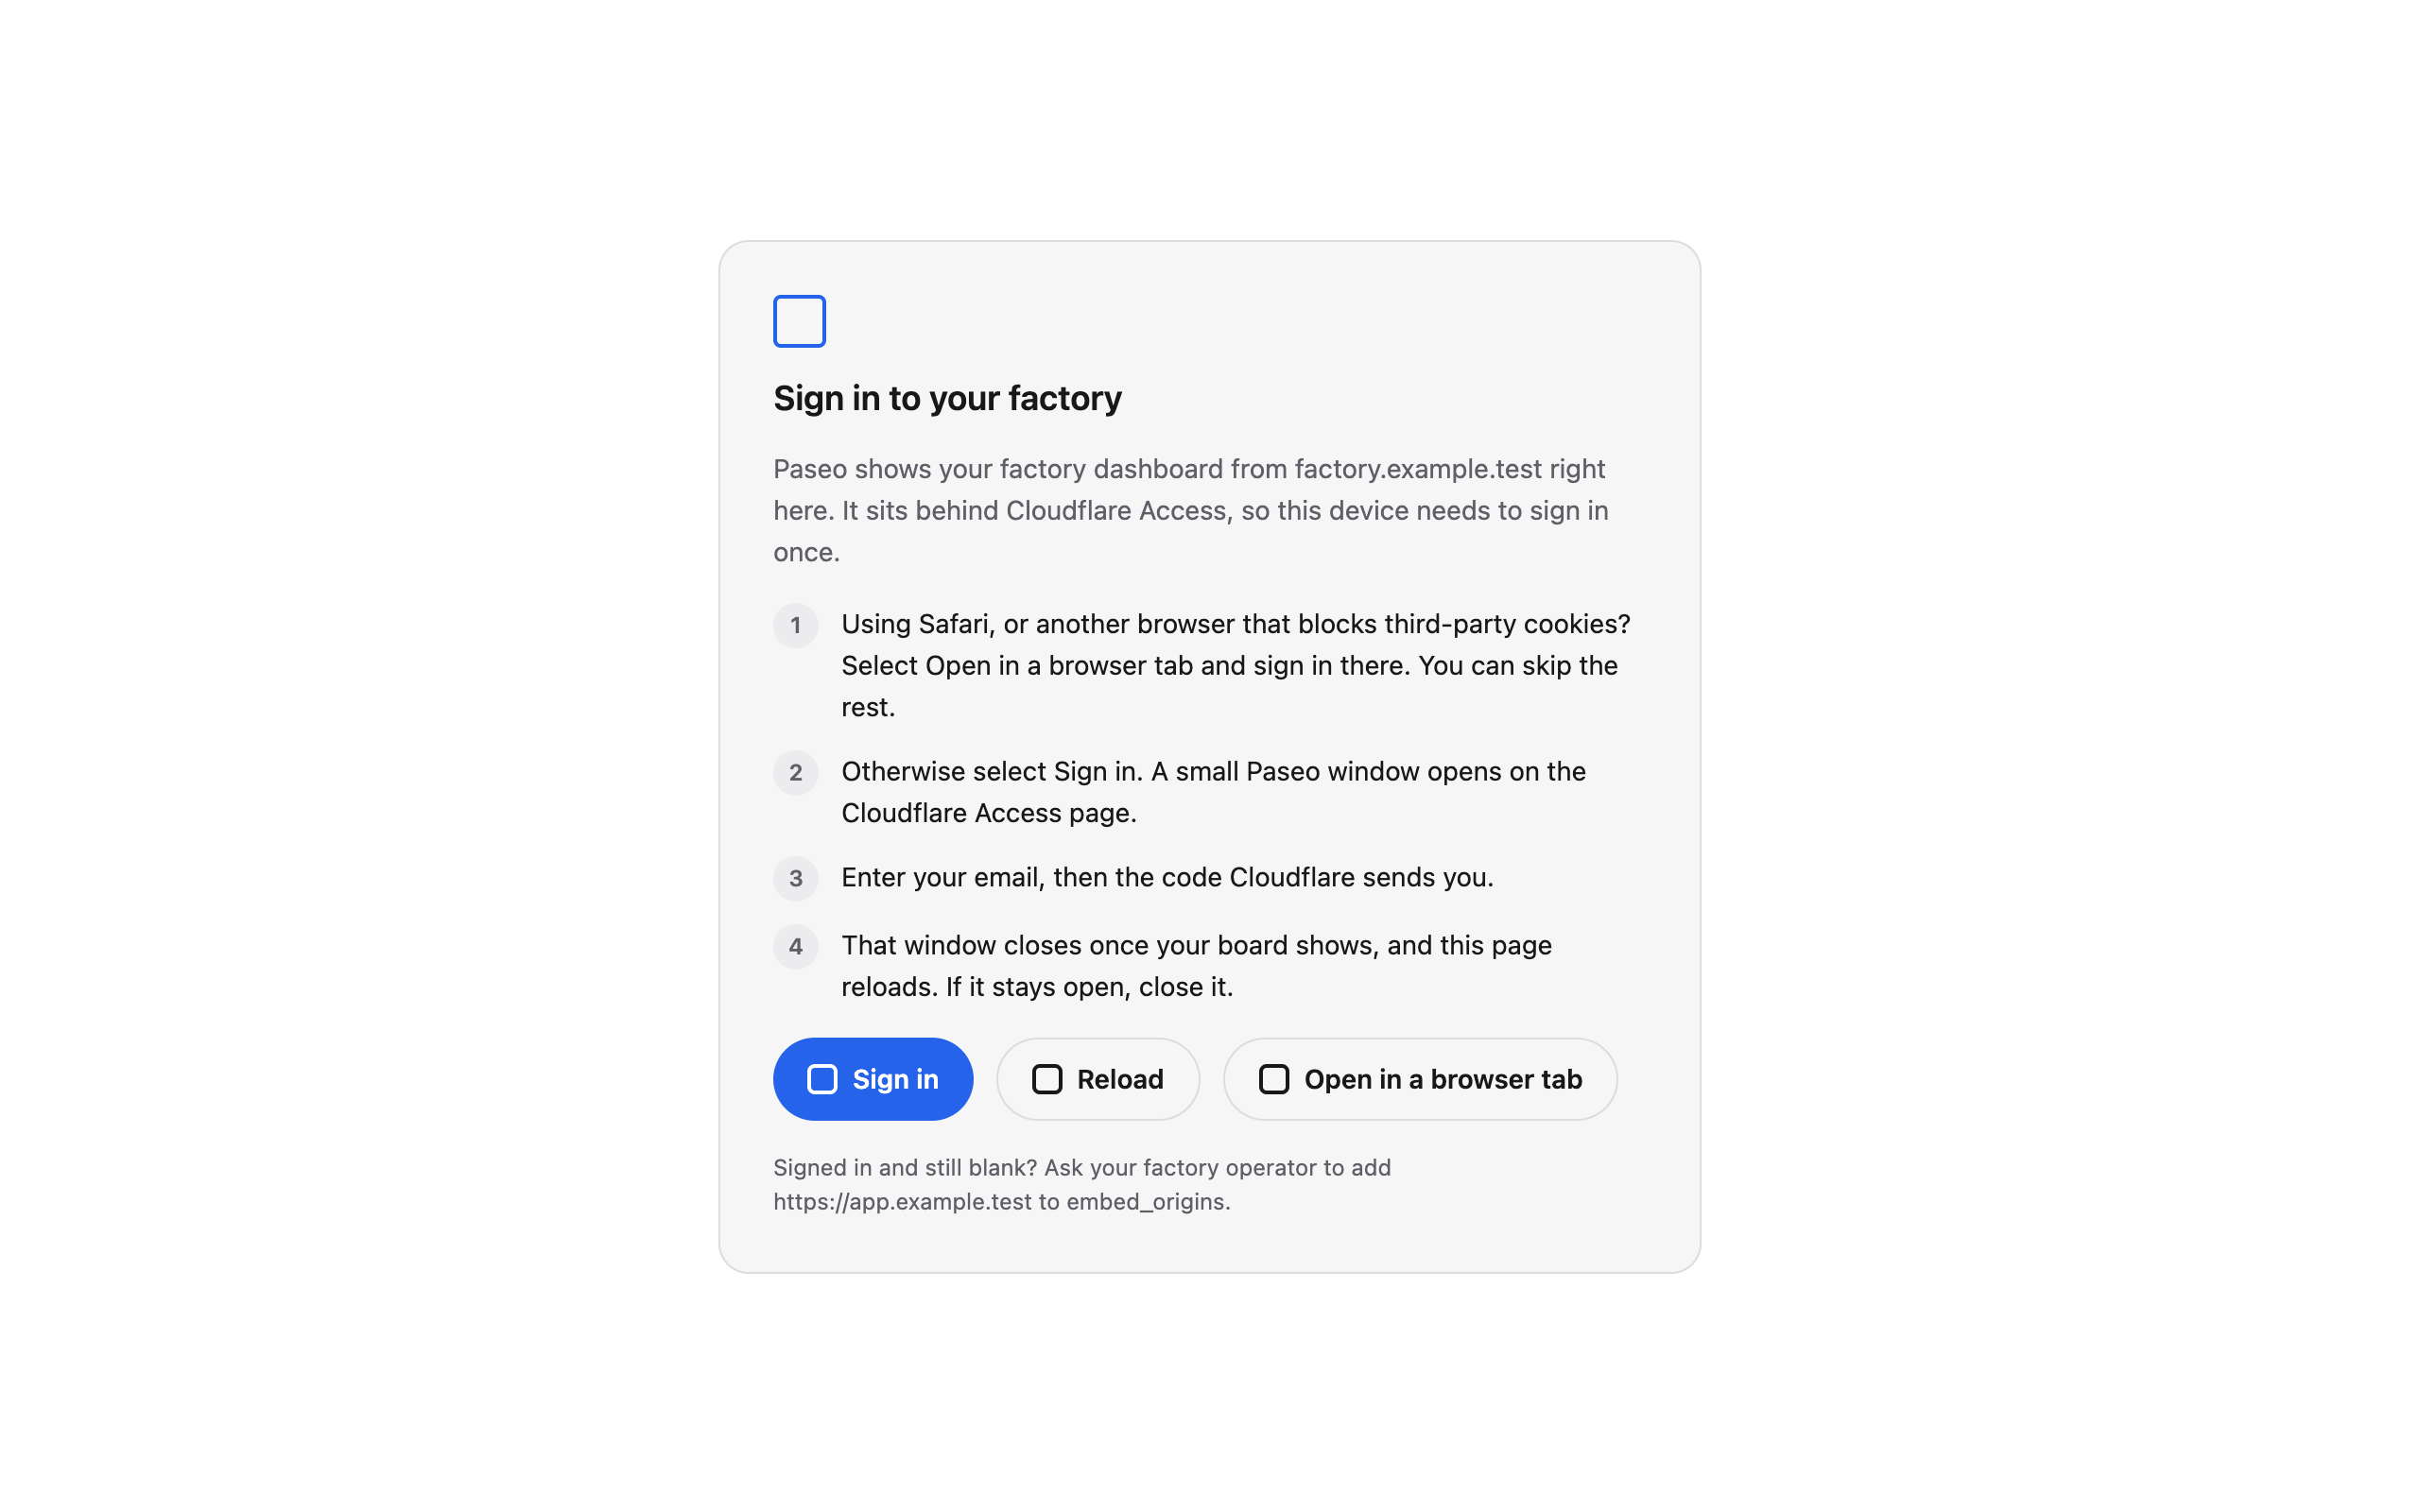 Sign in to your factory
Paseo shows your factory dashboard from factory.example.test right
here. It sits behind Cloudflare Access, so this device needs to sign in
once.
1 Using Safari, or another browser that blocks third-party cookies?
Select Open in a browser tab and sign in there. You can skip the
rest.
2 Otherwise select Sign in. A small Paseo window opens on the
Cloudflare Access page.
3 Enter your email, then the code Cloudflare sends you.
4 That window closes once your board shows, and this page
reloads. If it stays open, close it.
Sign in Reload Open in a browser tab
Signed in and still blank? Ask your factory operator to add
https://app.example.test to embed_origins.